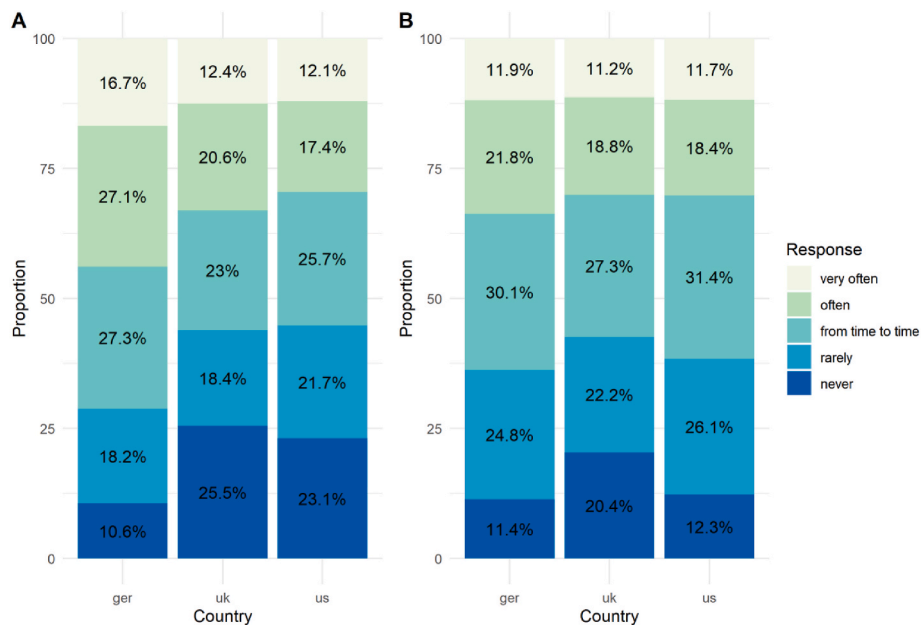 A
100
75
50
25
0
Proportion
16.7%
27.1%
27.3%
18.2%
10.6%
12.4%
20.6%
23%
18.4%
25.5%
12.1%
17.4%
25.7%
21.7%
23.1%
ger
uk
us
Country
B
100
75
50
25
0
Proportion
11.9%
21.8%
30.1%
24.8%
11.4%
11.2%
18.8%
27.3%
22.2%
20.4%
11.7%
18.4%
31.4%
26.1%
12.3%
ger
uk
us
Country
Response
very often
often
from time to time
rarely
never